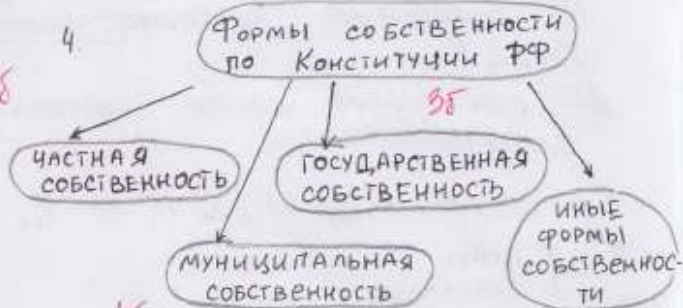 4.
Формы собственности
по Конституции РФ
3б
ЧАСТНАЯ
СОБСТВЕННОСТЬ
ГОСУДАРСТВЕННАЯ
СОБСТВЕННОСТЬ
МУНИЦИПАЛЬНАЯ
СОБСТВЕННОСТЬ
ИНЫЕ
ФОРМЫ
СОБСТВЕННОС-
ТИ